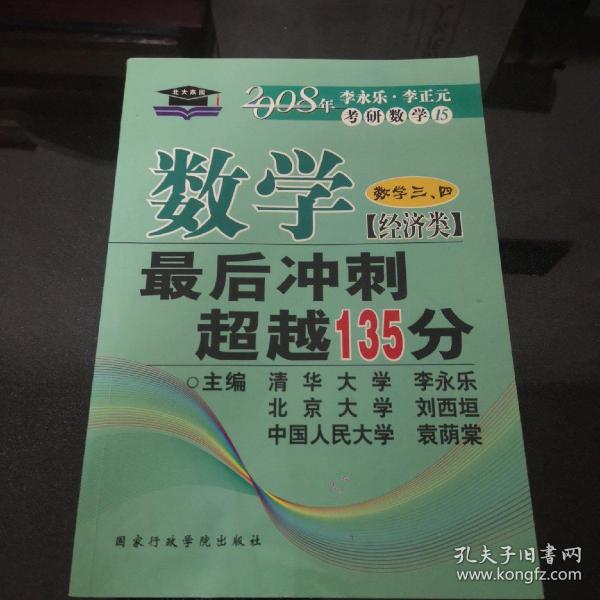 北大燕园
2008年 李永乐·李正元
考研数学15
数学
数学三、四
【经济类】
最后冲刺
超越135分
○主编 清华大学 李永乐
北京大学 刘西垣
中国人民大学 袁荫棠
国家行政学院出版社
孔夫子旧书网
www.kongfz.com